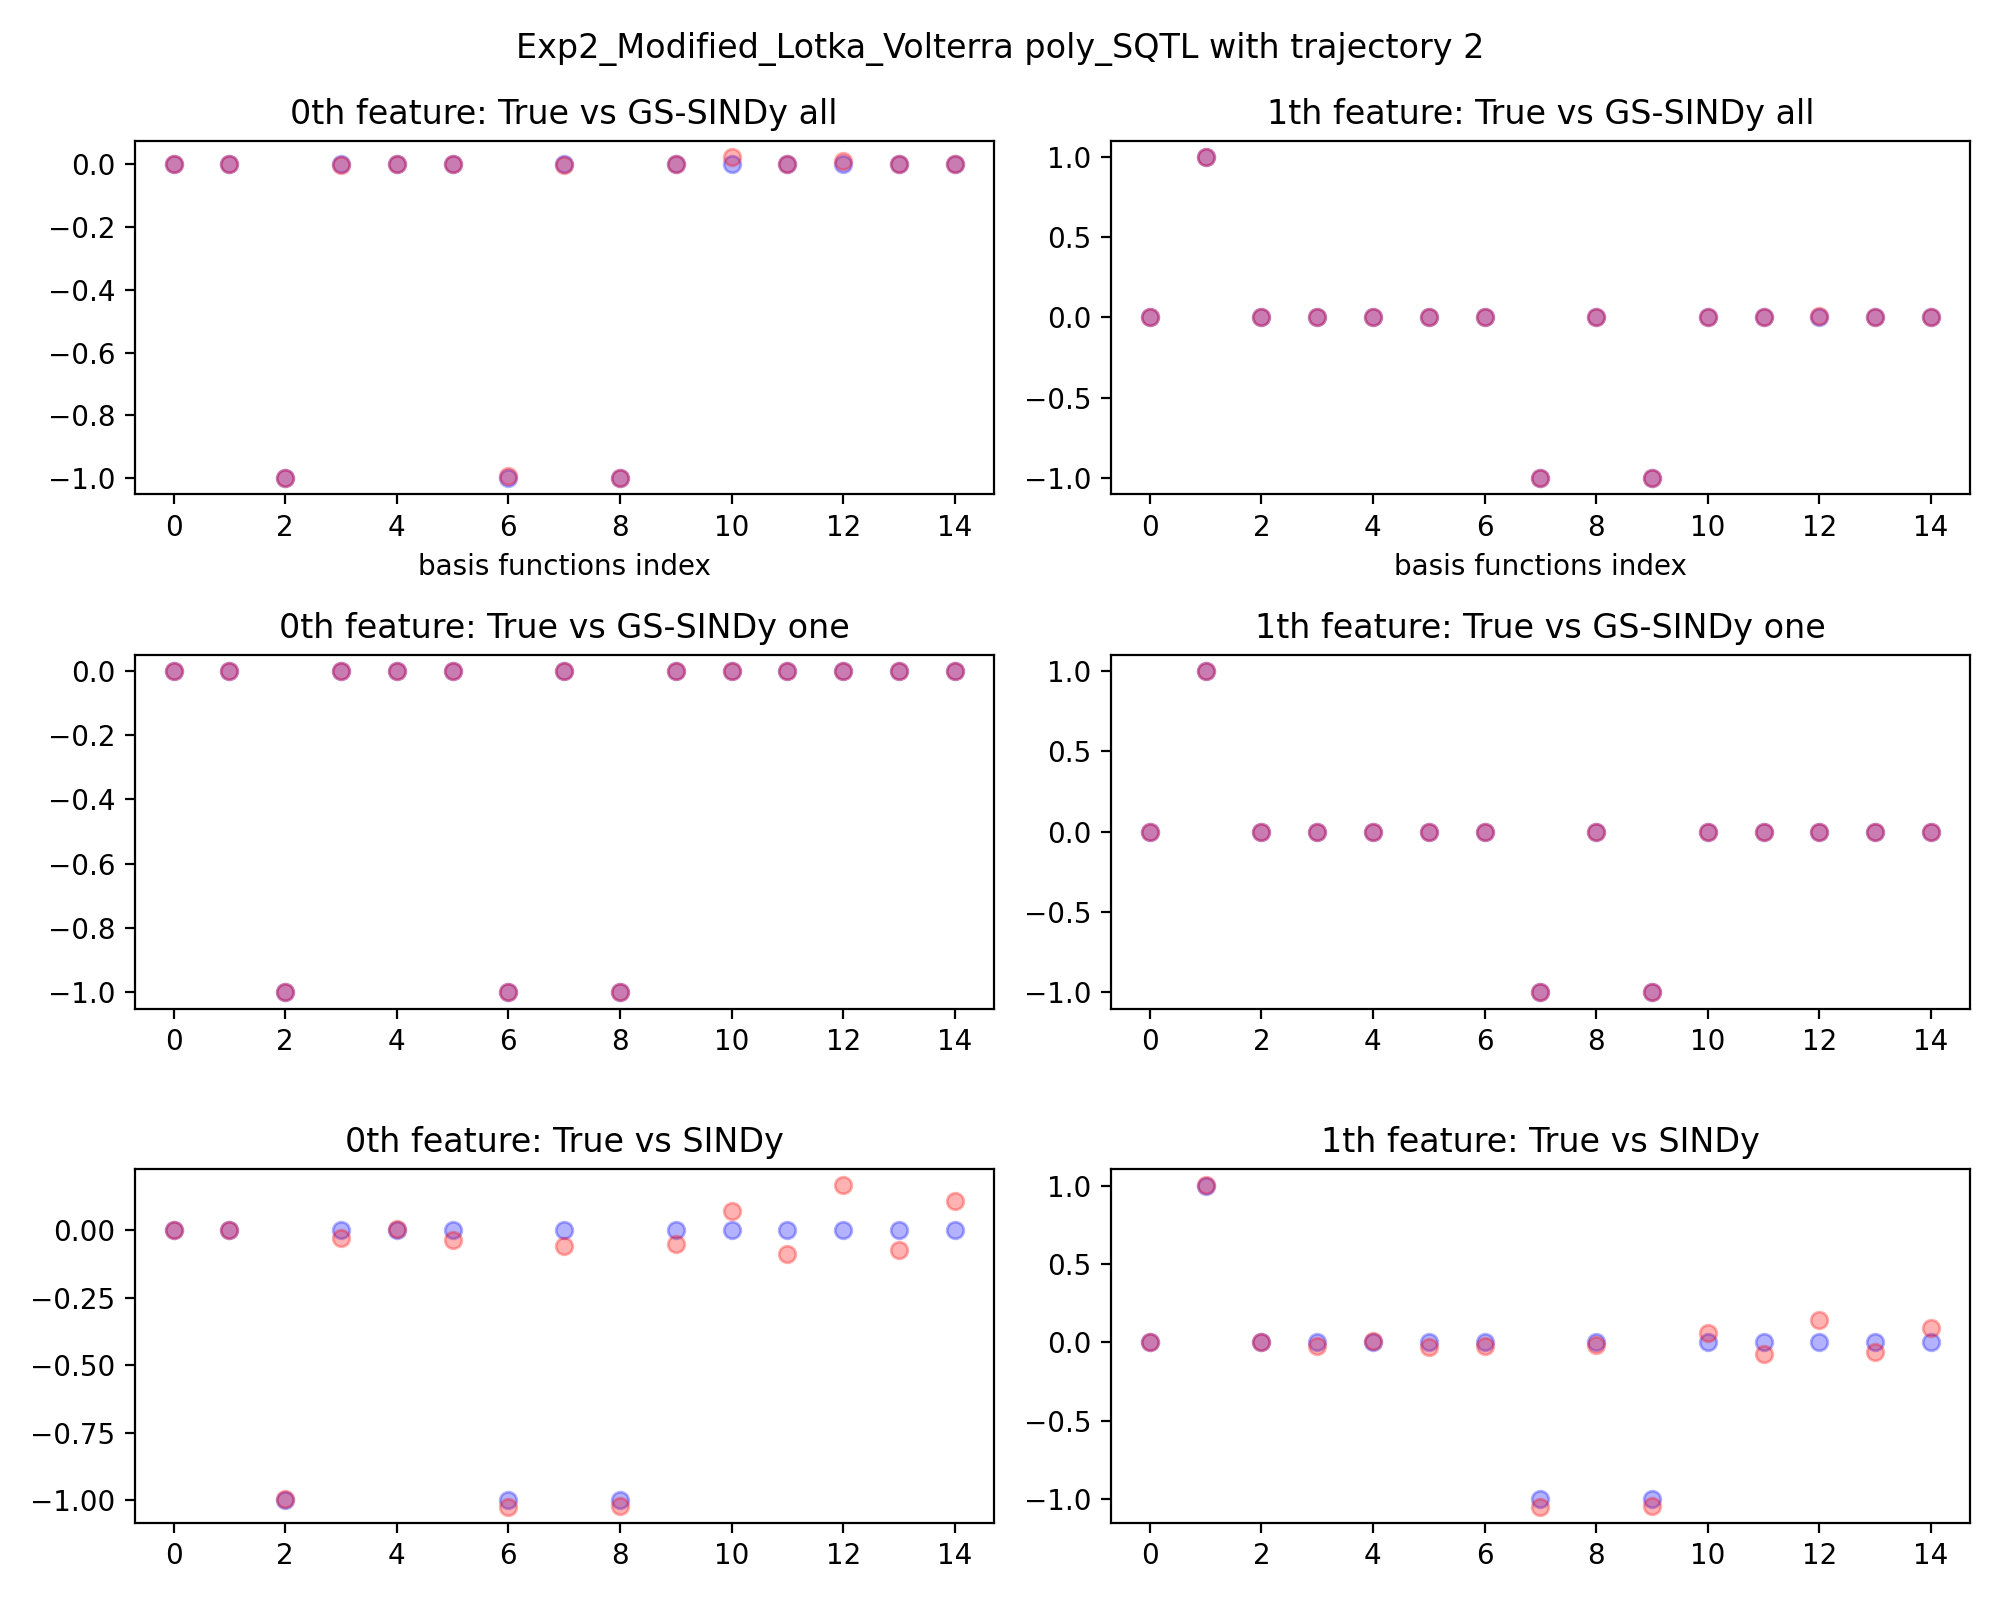 Exp2_Modified_Lotka_Volterra poly_SQTL with trajectory 2
0th feature: True vs GS-SINDy all
0.0
−0.2
−0.4
−0.6
−0.8
−1.0
0 2 4 6 8 10 12 14
basis functions index
1th feature: True vs GS-SINDy all
1.0
0.5
0.0
−0.5
−1.0
0 2 4 6 8 10 12 14
basis functions index
0th feature: True vs GS-SINDy one
0.0
−0.2
−0.4
−0.6
−0.8
−1.0
0 2 4 6 8 10 12 14
1th feature: True vs GS-SINDy one
1.0
0.5
0.0
−0.5
−1.0
0 2 4 6 8 10 12 14
0th feature: True vs SINDy
0.00
−0.25
−0.50
−0.75
−1.00
0 2 4 6 8 10 12 14
1th feature: True vs SINDy
1.0
0.5
0.0
−0.5
−1.0
0 2 4 6 8 10 12 14